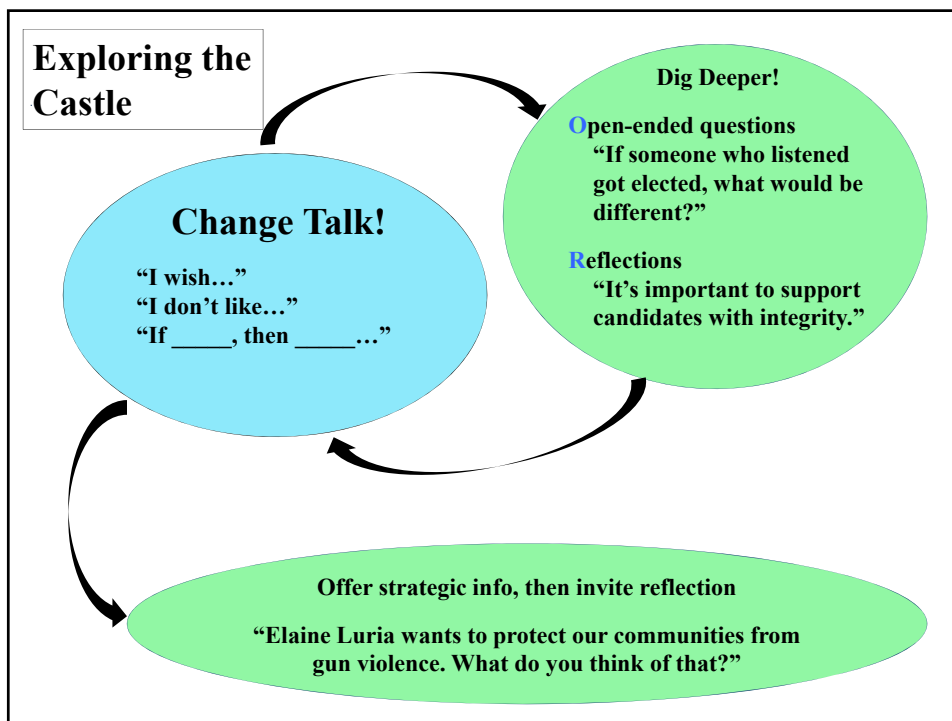 Exploring the
Castle
Change Talk!
“I wish…”
“I don’t like…”
“If _____, then _____…”
Dig Deeper!
Open-ended questions
“If someone who listened
got elected, what would be
different?”
Reflections
“It’s important to support
candidates with integrity.”
Offer strategic info, then invite reflection
“Elaine Luria wants to protect our communities from
gun violence. What do you think of that?”